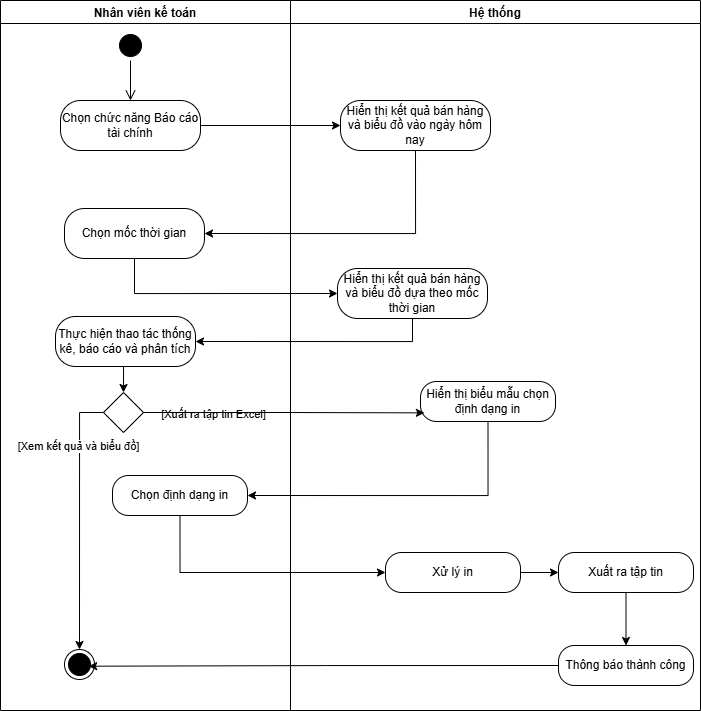 Nhân viên kế toán
Hệ thống
Chọn chức năng Báo cáo
tài chính
Hiển thị kết quả bán hàng
và biểu đồ vào ngày hôm
nay
Chọn mốc thời gian
Hiển thị kết quả bán hàng
và biểu đồ dựa theo mốc
thời gian
Thực hiện thao tác thống
kê, báo cáo và phân tích
[Xuất ra tập tin Excel]
Hiển thị biểu mẫu chọn
định dạng in
[Xem kết quả và biểu đồ]
Chọn định dạng in
Xử lý in
Xuất ra tập tin
Thông báo thành công